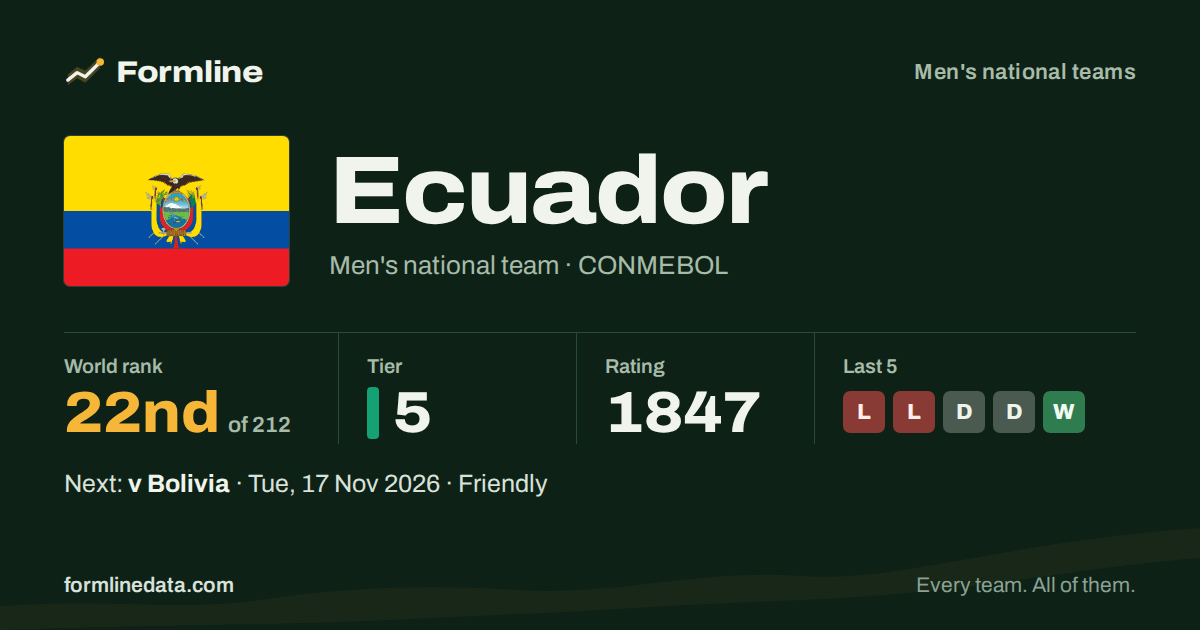 Formline
Men's national teams
Ecuador
Men's national team · CONMEBOL
World rank
22nd of 212
Tier
5
Rating
1847
Last 5
L L D D W
Next: v Bolivia · Tue, 17 Nov 2026 · Friendly
formlinedata.com
Every team. All of them.